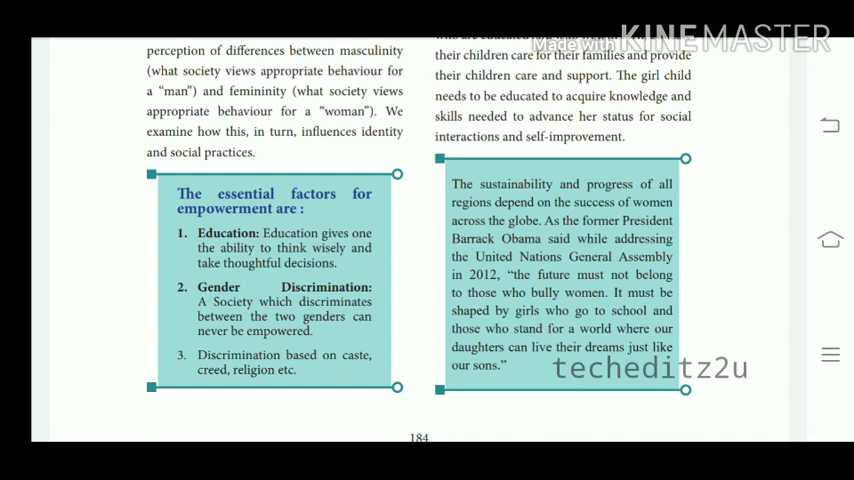 perception of differences between masculinity
(what society views appropriate behaviour for
a “man”) and femininity (what society views
appropriate behaviour for a “woman”). We
examine how this, in turn, influences identity
and social practices.
The essential factors for
empowerment are :
1. Education: Education gives one
the ability to think wisely and
take thoughtful decisions.
2. Gender Discrimination:
A Society which discriminates
between the two genders can
never be empowered.
3. Discrimination based on caste,
creed, religion etc.
Made with KINEMASTER
their children care for their families and provide
their children care and support. The girl child
needs to be educated to acquire knowledge and
skills needed to advance her status for social
interactions and self-improvement.
The sustainability and progress of all
regions depend on the success of women
across the globe. As the former President
Barrack Obama said while addressing
the United Nations General Assembly
in 2012, “the future must not belong
to those who bully women. It must be
shaped by girls who go to school and
those who stand for a world where our
daughters can live their dreams just like
our sons.”
techeditz2u
184